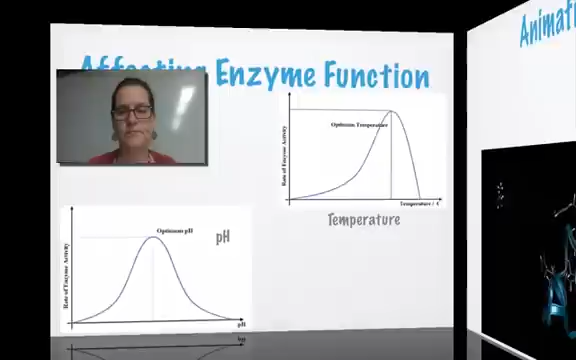 Affecting Enzyme Function
Optimum Temperature
Rate of Enzyme Activity
Temperature
Temperature
Optimum pH
pH
Rate of Enzyme Activity
pH